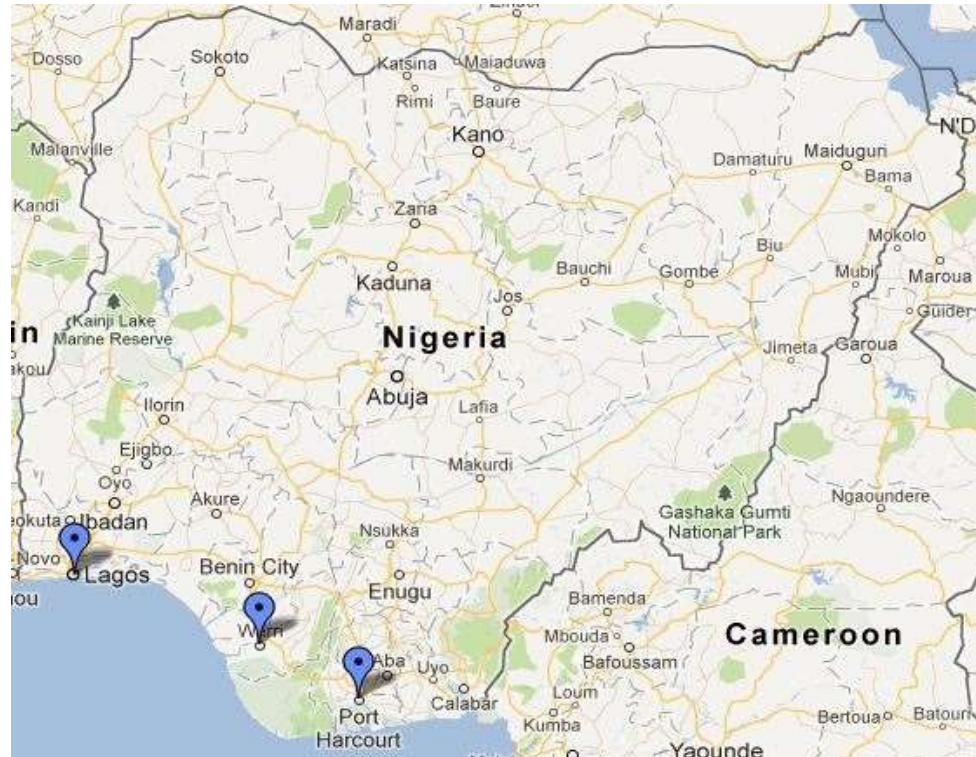 Maradi
Dosso
Sokoto
Katsina
Maiaduwa
Rimi
Baure
Kano
N'D
Malanville
Damaturu
Maiduguri
Bama
Kandi
Zaria
Mokolo
Biu
Kaduna
Bauchi
Gombe
Mubi
Maroua
Jos
Guider
in
Kainji Lake
Marine Reserve
Nigeria
Jimeta
Garoua
akou
Abuja
Ilorin
Lafia
Ejigbo
Makurdi
Oyo
Akure
Ngaoundere
Gashaka Gumti
National Park
eokuta
Ibadan
Nsukka
Novo
Lagos
Benin City
Enugu
ou
Bamenda
Mbouda
Cameroon
Bafoussam
Aba
Uyo
Loum
Calabar
Port
Harcourt
Kumba
Bertoua
Batouri
Yaounde